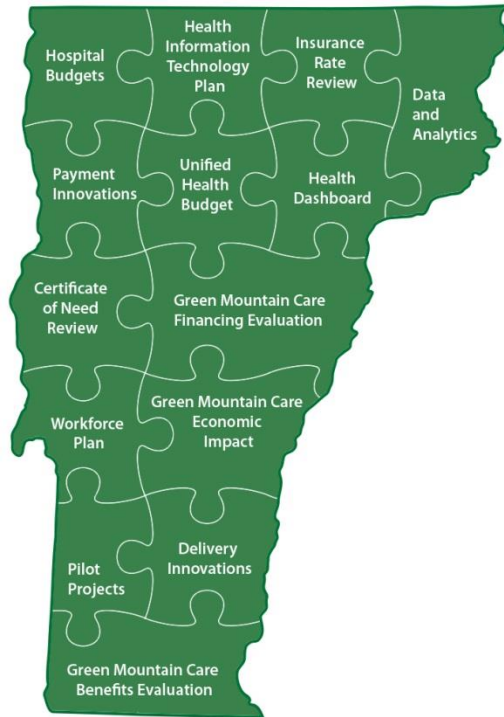 Hospital
Budgets
Health
Information
Technology
Plan
Insurance
Rate
Review
Data
and
Analytics
Payment
Innovations
Unified
Health
Budget
Health
Dashboard
Certificate
of Need
Review
Green Mountain Care
Financing Evaluation
Workforce
Plan
Green Mountain Care
Economic
Impact
Pilot
Projects
Delivery
Innovations
Green Mountain Care
Benefits Evaluation